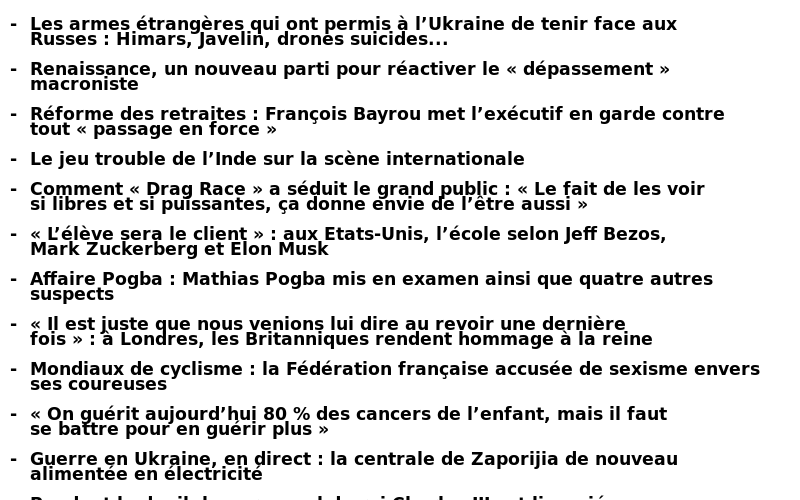 - Les armes étrangères qui ont permis à l’Ukraine de tenir face aux
Russes : Himars, Javelin, drones suicides...
- Renaissance, un nouveau parti pour réactiver le « dépassement »
macroniste
- Réforme des retraites : François Bayrou met l’exécutif en garde contre
tout « passage en force »
- Le jeu trouble de l’Inde sur la scène internationale
- Comment « Drag Race » a séduit le grand public : « Le fait de les voir
si libres et si puissantes, ça donne envie de l’être aussi »
- « L’élève sera le client » : aux Etats-Unis, l’école selon Jeff Bezos,
Mark Zuckerberg et Elon Musk
- Affaire Pogba : Mathias Pogba mis en examen ainsi que quatre autres
suspects
- « Il est juste que nous venions lui dire au revoir une dernière
fois » : à Londres, les Britanniques rendent hommage à la reine
- Mondiaux de cyclisme : la Fédération française accusée de sexisme envers
ses coureuses
- « On guérit aujourd’hui 80 % des cancers de l’enfant, mais il faut
se battre pour en guérir plus »
- Guerre en Ukraine, en direct : la centrale de Zaporijia de nouveau
alimentée en électricité